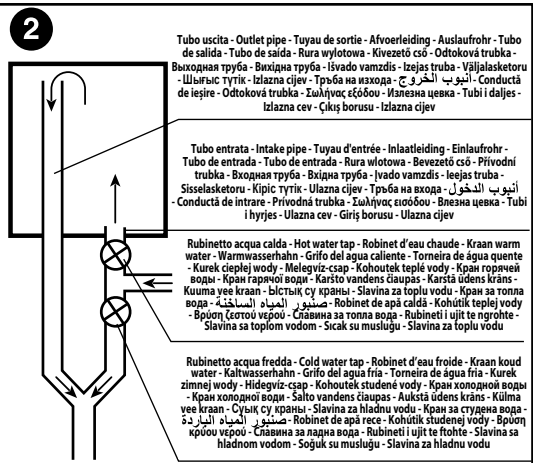 2
Tubo uscita - Outlet pipe - Tuyau de sortie - Afvoerleiding - Auslaufrohr - Tubo
de salida - Tubo de saída - Rura wylotowa - Kivezető cső - Odtoková trubka -
Выходная труба - Вихідна труба - Išvado vamzdis - Izejas truba - Väljalasketoru
- Шығыс түтік - Izlazna cijev - Тръба на изхода - أنبوب الخروج - Conductă
de ieșire - Odtoková trubka - Σωλήνας εξόδου - Излезна цевка - Tubi i daljes -
Izlazna cev - Çıkış borusu - Izlazna cijev
Tubo entrata - Intake pipe - Tuyau d'entrée - Inlaatleiding - Einlaufrohr -
Tubo de entrada - Tubo de entrada - Rura wlotowa - Bevezető cső - Přívodní
trubka - Входная труба - Вхідна труба - Įvado vamzdis - Ieejas truba -
Sisselasketoru - Кіріс түтік - Ulazna cijev - Тръба на входа - أنبوب الدخول
- Conductă de intrare - Prívodná trubka - Σωλήνας εισόδου - Влезна цевка - Tubi
i hyrjes - Ulazna cev - Giriş borusu - Ulazna cijev
Rubinetto acqua calda - Hot water tap - Robinet d'eau chaude - Kraan warm
water - Warmwasserhahn - Grifo del agua caliente - Torneira de água quente
- Kurek ciepłej wody - Melegvíz-csap - Kohoutek teplé vody - Кран горячей
воды - Кран гарячої води - Karšto vandens čiaupas - Karstā ūdens krāns -
Kuuma vee kraan - Ыстық су краны - Slavina za toplu vodu - Кран за топла
вода - صنبور المياه الساخنة - Robinet de apă caldă - Kohútik teplej vody
- Βρύση ζεστού νερού - Славина за топла вода - Rubineti i ujit te ngrohte -
Slavina sa toplom vodom - Sıcak su musluğu - Slavina za toplu vodu
Rubinetto acqua fredda - Cold water tap - Robinet d'eau froide - Kraan koud
water - Kaltwasserhahn - Grifo del agua fría - Torneira de água fria - Kurek
zimnej wody - Hidegvíz-csap - Kohoutek studené vody - Кран холодной воды
- Кран холодної води - Šalto vandens čiaupas - Aukstā ūdens krāns - Külma
vee kraan - Суық су краны - Slavina za hladnu vodu - Кран за студена вода -
صنبور المياه الباردة - Robinet de apă rece - Kohútik studenej vody - Βρύση
κρύου νερού - Славина за ладна вода - Rubineti i ujit te ftohte - Slavina sa
hladnom vodom - Soğuk su musluğu - Slavina za hladnu vodu